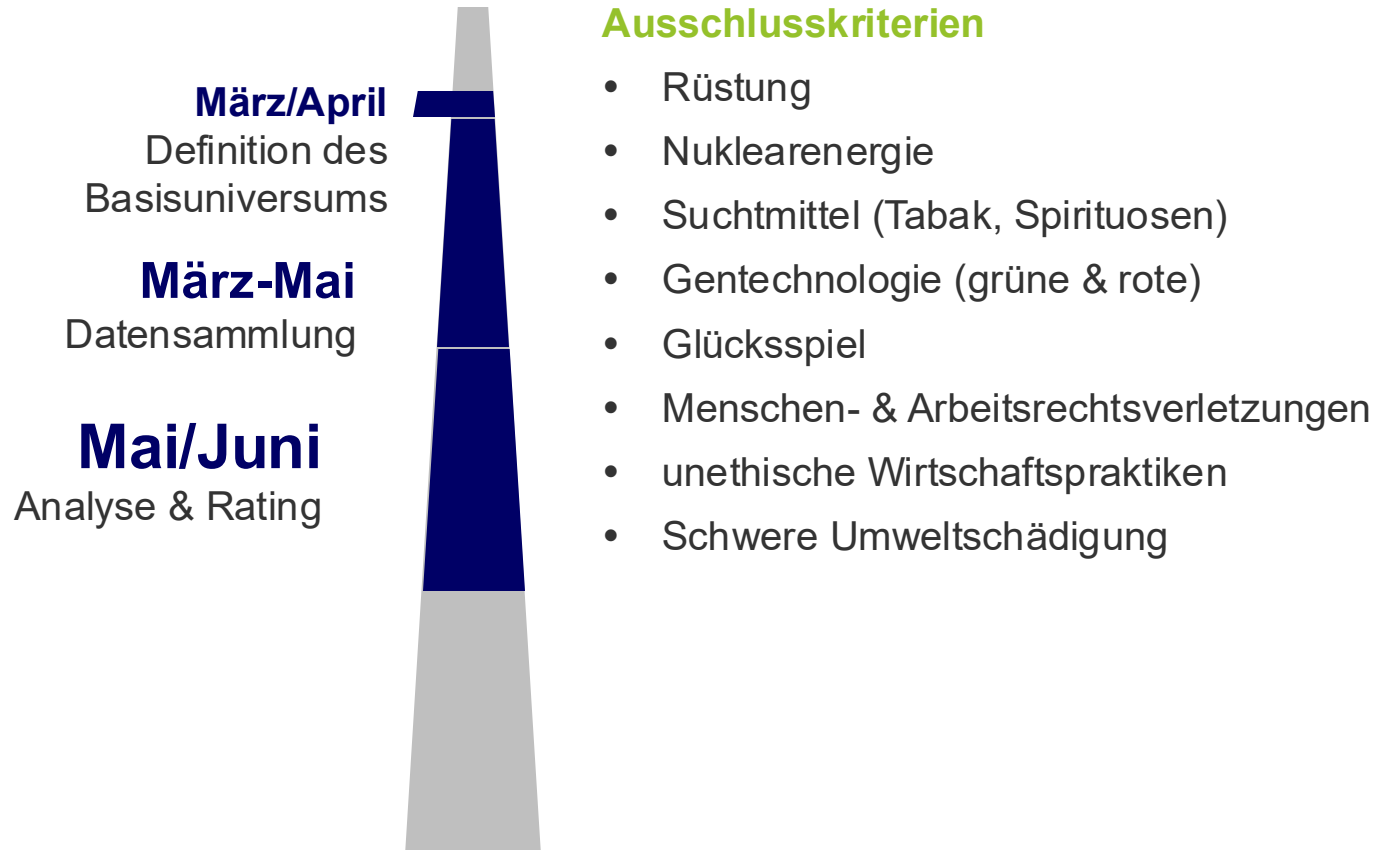 März/April
Definition des
Basisuniversums
März-Mai
Datensammlung
Mai/Juni
Analyse & Rating
Ausschlusskriterien
• Rüstung
• Nuklearenergie
• Suchtmittel (Tabak, Spirituosen)
• Gentechnologie (grüne & rote)
• Glücksspiel
• Menschen- & Arbeitsrechtsverletzungen
• unethische Wirtschaftspraktiken
• Schwere Umweltschädigung